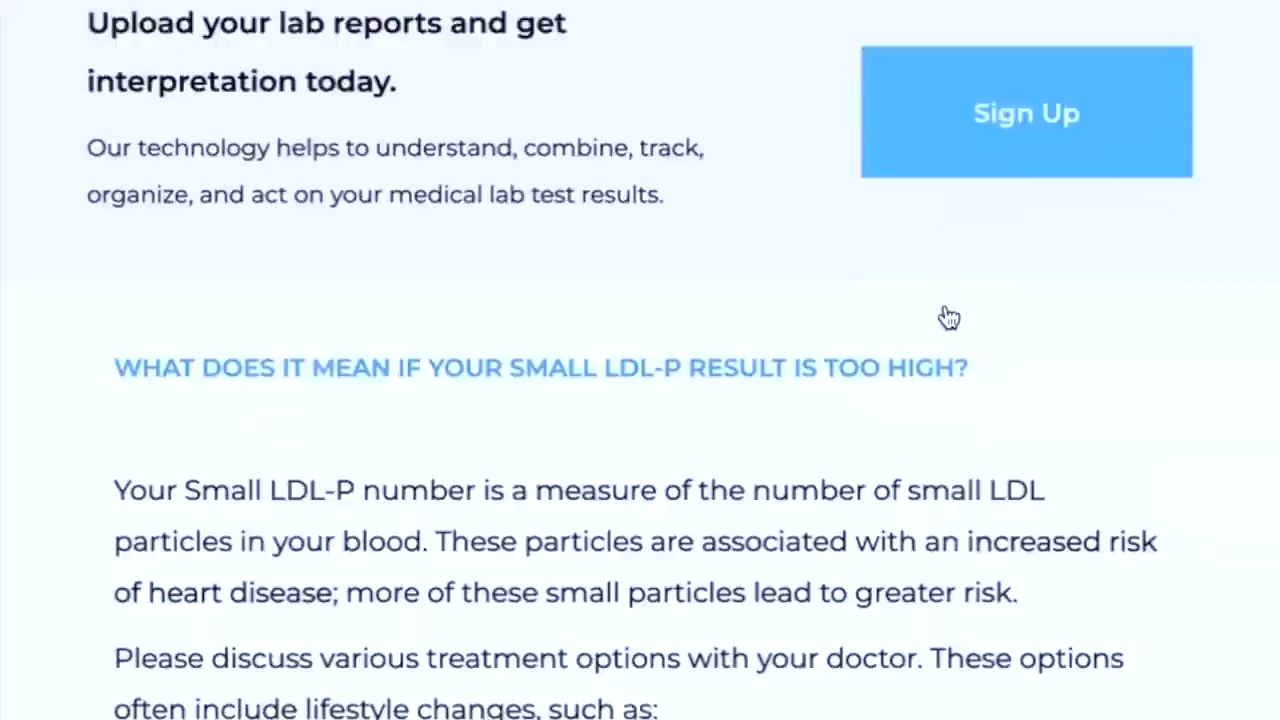 Upload your lab reports and get
interpretation today.
Our technology helps to understand, combine, track,
organize, and act on your medical lab test results.
Sign Up
WHAT DOES IT MEAN IF YOUR SMALL LDL-P RESULT IS TOO HIGH?
Your Small LDL-P number is a measure of the number of small LDL
particles in your blood. These particles are associated with an increased risk
of heart disease; more of these small particles lead to greater risk.
Please discuss various treatment options with your doctor. These options
often include lifestyle changes, such as: